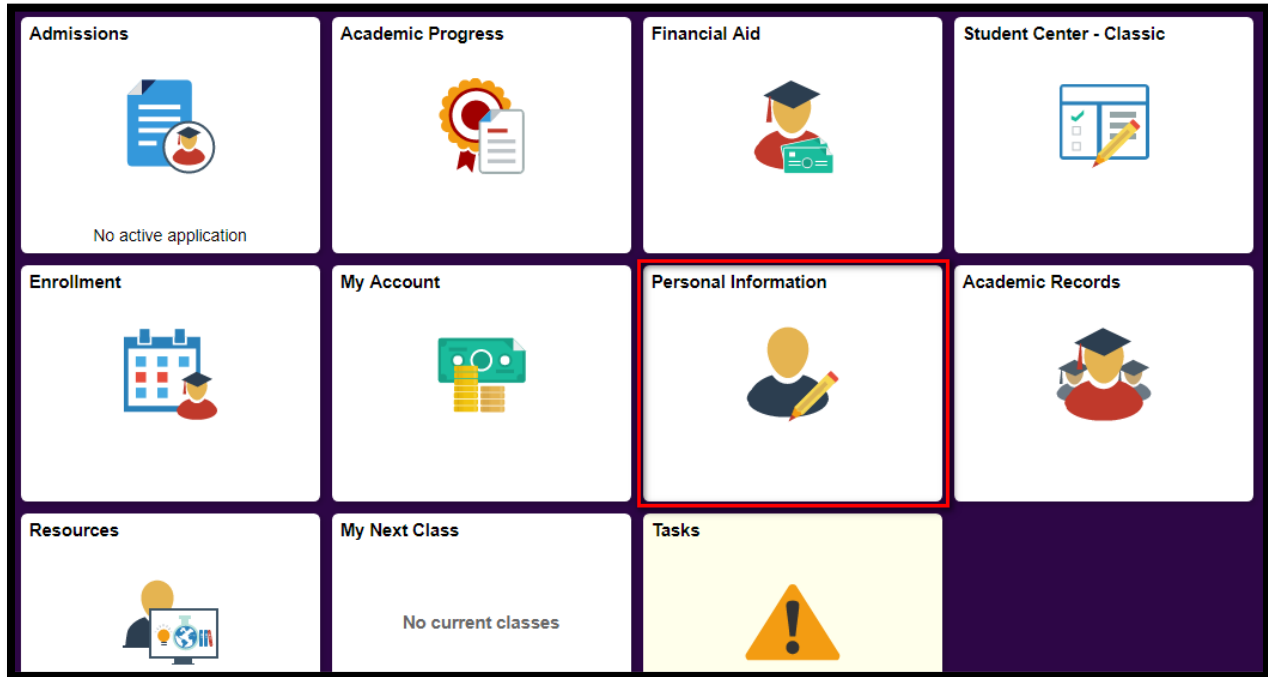 Admissions
Academic Progress
Financial Aid
Student Center - Classic
No active application
Enrollment
My Account
Personal Information
Academic Records
Resources
My Next Class
Tasks
No current classes